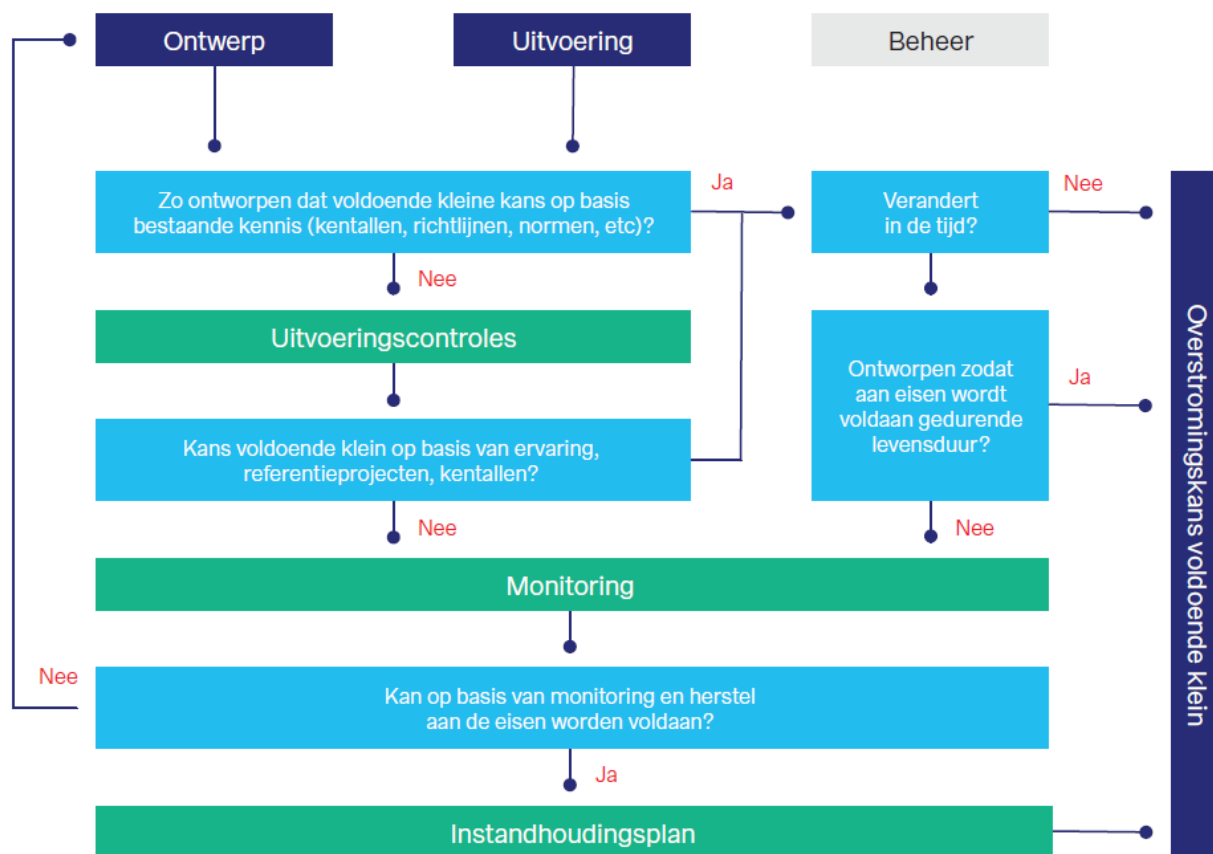 Ontwerp
Uitvoering
Beheer
Zo ontworpen dat voldoende kleine kans op basis
bestaande kennis (kentallen, richtlijnen, normen, etc)?
Ja
Verandert
in de tijd?
Nee
Nee
Uitvoeringscontroles
Ontworpen zodat
aan eisen wordt
voldaan gedurende
levensduur?
Ja
Kans voldoende klein op basis van ervaring,
referentieprojecten, kentallen?
Nee
Nee
Monitoring
Nee
Kan op basis van monitoring en herstel
aan de eisen worden voldaan?
Ja
Instandhoudingsplan
Overstromingskans voldoende klein